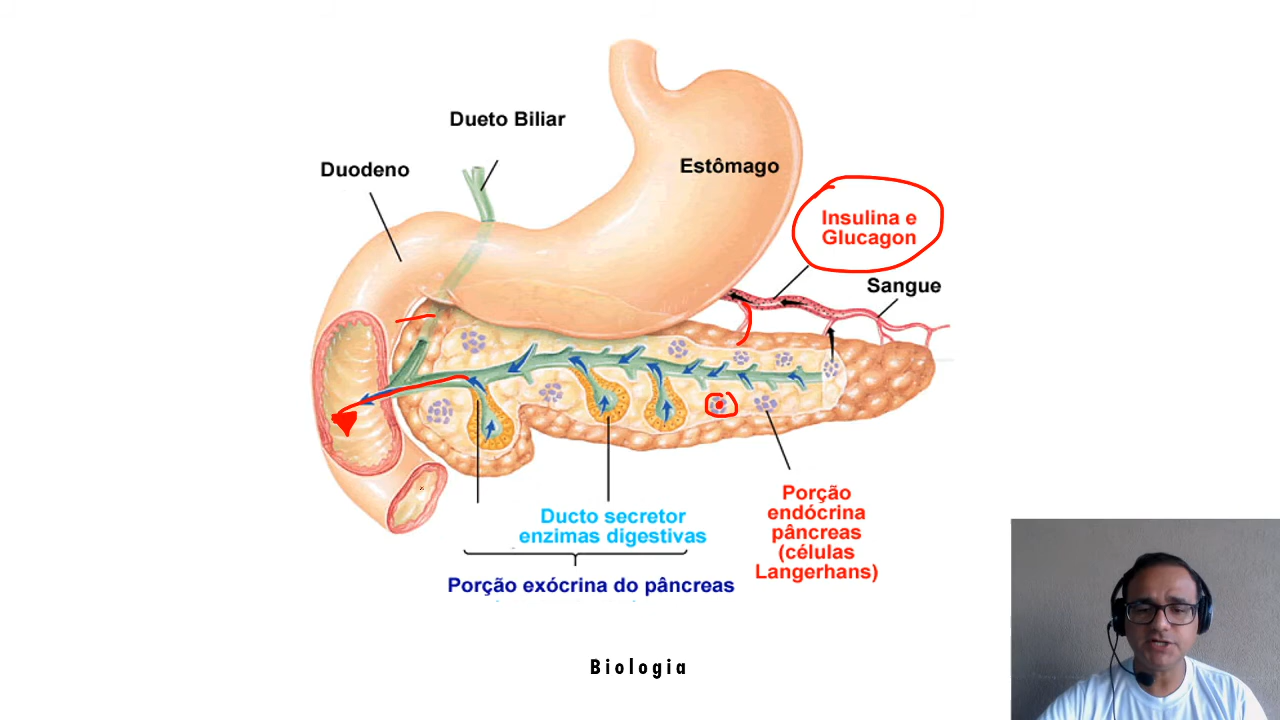 Dueto Biliar
Duodeno
Estômago
Insulina e
Glucagon
Sangue
Ducto secretor
enzimas digestivas
Porção exócrina do pâncreas
Porção
endócrina
pâncreas
(células
Langerhans)
Biologia